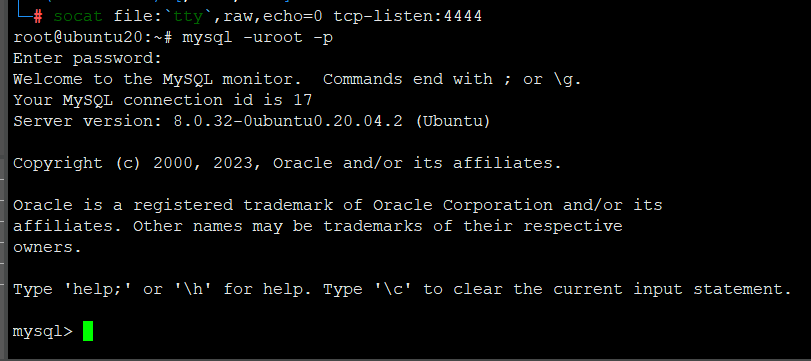 # socat file:`tty`,raw,echo=0 tcp-listen:4444
root@ubuntu20:~# mysql -uroot -p
Enter password:
Welcome to the MySQL monitor.  Commands end with ; or \g.
Your MySQL connection id is 17
Server version: 8.0.32-0ubuntu0.20.04.2 (Ubuntu)
Copyright (c) 2000, 2023, Oracle and/or its affiliates.
Oracle is a registered trademark of Oracle Corporation and/or its
affiliates. Other names may be trademarks of their respective
owners.
Type 'help;' or '\h' for help. Type '\c' to clear the current input statement.
mysql>